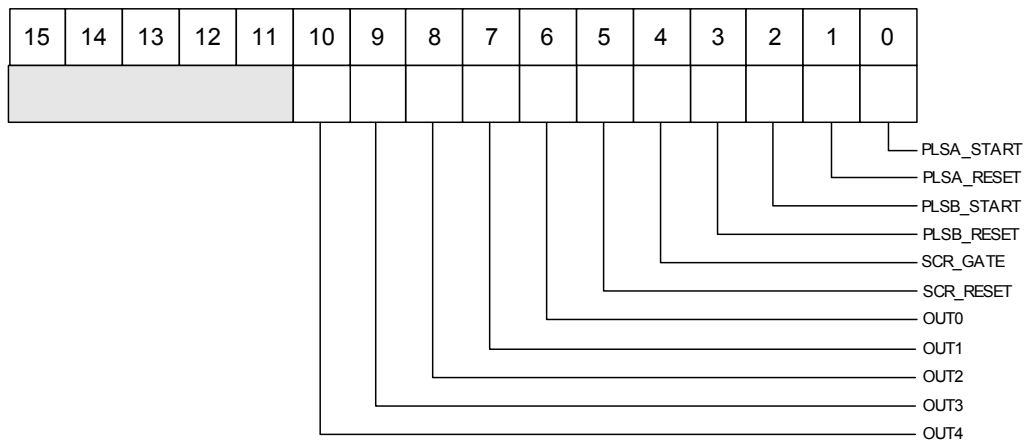 15 14 13 12 11 10 9 8 7 6 5 4 3 2 1 0
PLSA_START
PLSA_RESET
PLSB_START
PLSB_RESET
SCR_GATE
SCR_RESET
OUT0
OUT1
OUT2
OUT3
OUT4